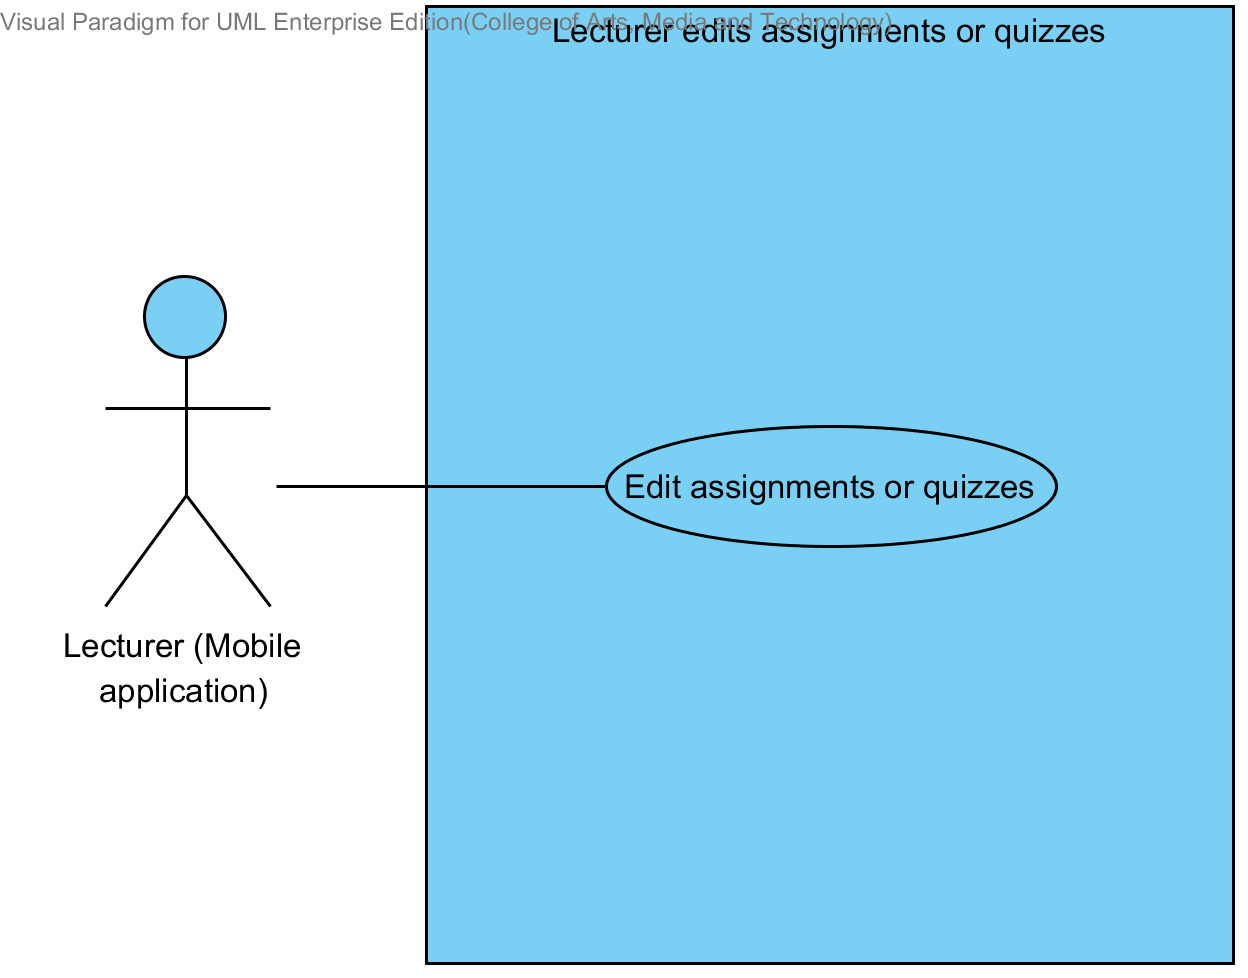 Visual Paradigm for UML Enterprise Edition(College of Arts, Media and Technology)
Lecturer edits assignments or quizzes
Edit assignments or quizzes
Lecturer (Mobile
application)